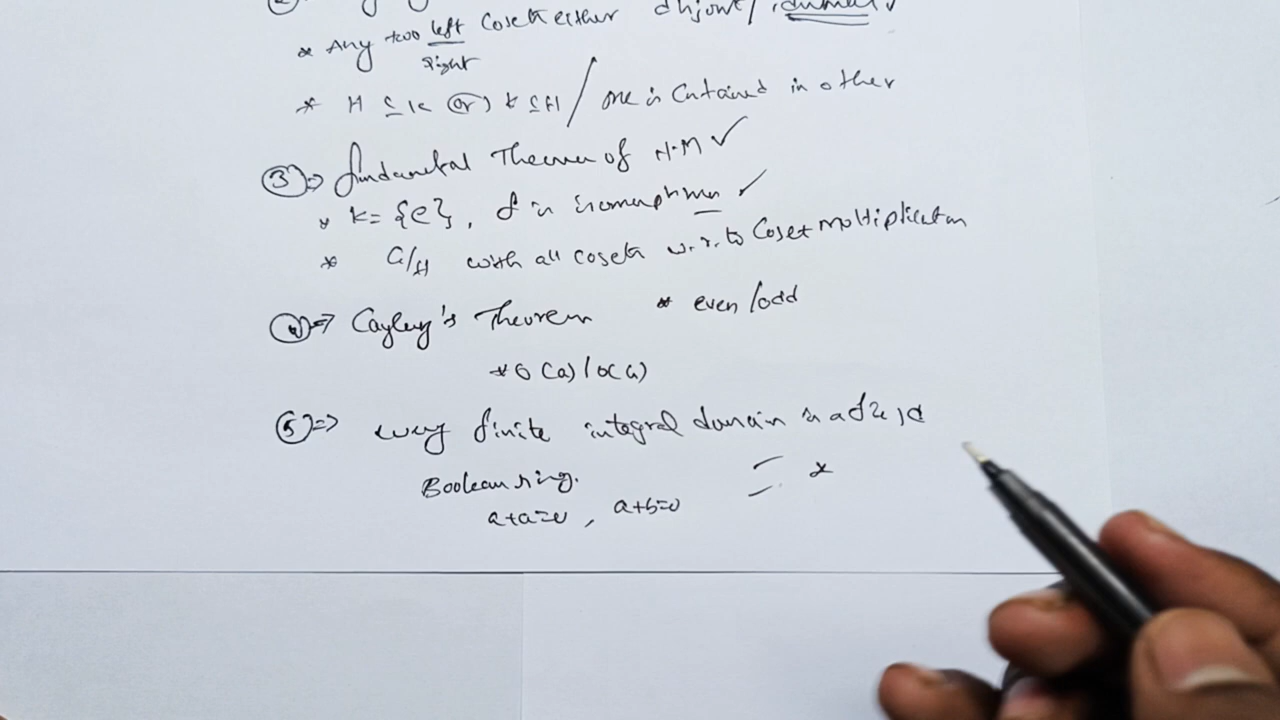 ②
* Any two left Cosets either disjoint / identical ✓
right
* H ⊆ K (or) K ⊆ H / one is Contained in other
③⇒ fundamental Theorem of H.M ✓
* K = {e}, f is isomorphism ✓
* G/H with all cosets w.r.to Coset multiplication
④⇒ Cayley's Theorem * even/odd
* O(a)/O(G)
⑤⇒ every finite integral domain is a
Boolean ring.
a+a=0, a+b=0 *